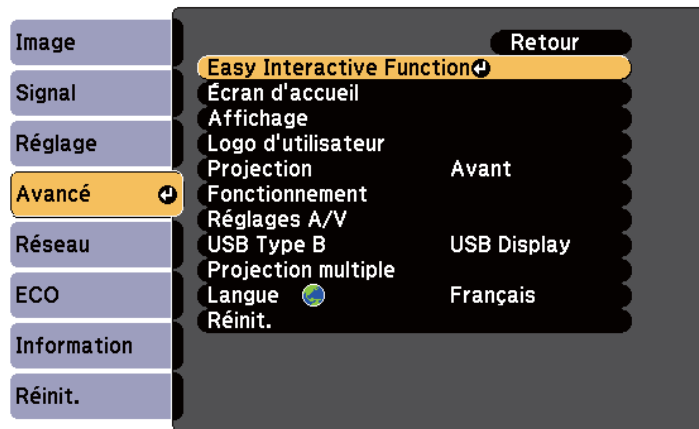 Image
Signal
Réglage
Avancé
Réseau
ECO
Information
Réinit.
Retour
Easy Interactive Function
Écran d'accueil
Affichage
Logo d'utilisateur
Projection Avant
Fonctionnement
Réglages A/V
USB Type B USB Display
Projection multiple
Langue Français
Réinit.